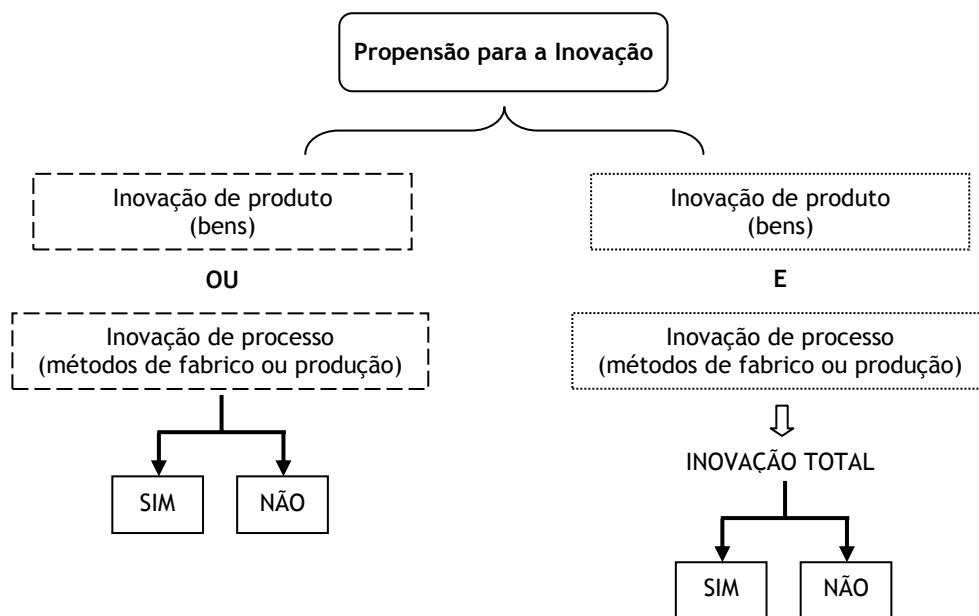 Propensão para a Inovação
Inovação de produto
(bens)
OU
Inovação de processo
(métodos de fabrico ou produção)
SIM
NÃO
Inovação de produto
(bens)
E
Inovação de processo
(métodos de fabrico ou produção)
INOVAÇÃO TOTAL
SIM
NÃO